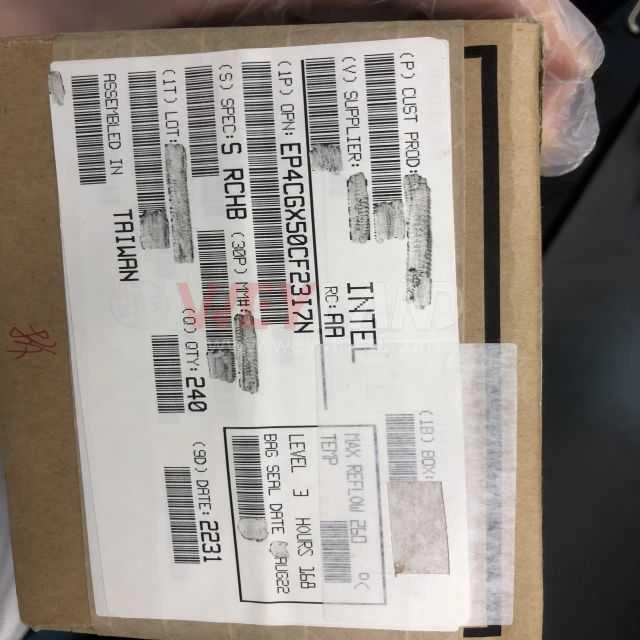 (P) CUST PROD:
(V) SUPPLIER:
INTEL
RC: AA
(1P) OPN: EP4CGX50CF23I7N
(S) SPEC: S RCHB
(30P) MM#
(1T) LOT:
(Q) QTY: 240
(9D) DATE: 2231
ASSEMBLED IN
TAIWAN
(1B) BOX:
MAX REFLOW 260 °C
TEMP
LEVEL 3 HOURS 168
BAG SEAL DATE AUG22